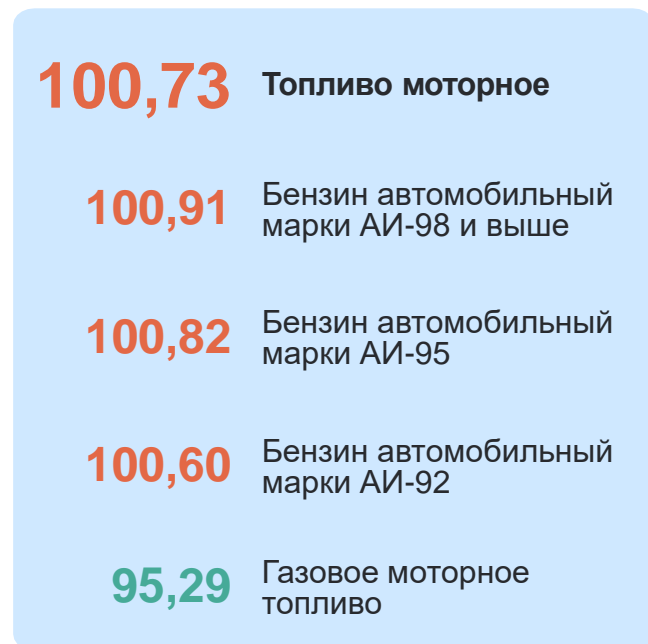 100,73 Топливо моторное
100,91 Бензин автомобильный
марки АИ-98 и выше
100,82 Бензин автомобильный
марки АИ-95
100,60 Бензин автомобильный
марки АИ-92
95,29 Газовое моторное
топливо